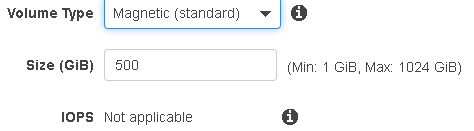 Volume Type Magnetic (standard)
Size (GiB) 500 (Min: 1 GiB, Max: 1024 GiB)
IOPS Not applicable